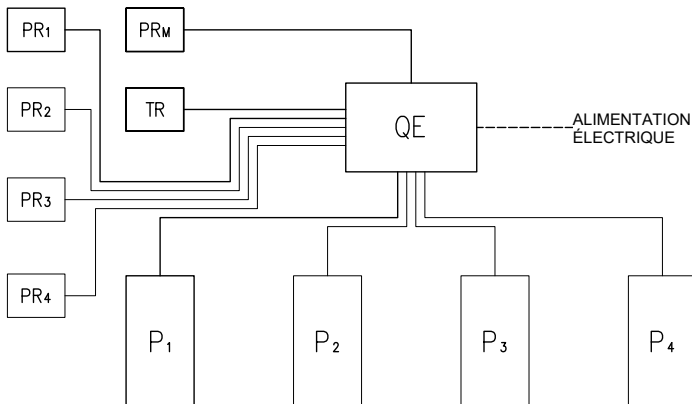 PR1
PRM
PR2
TR
QE
ALIMENTATION
ÉLECTRIQUE
PR3
PR4
P1
P2
P3
P4